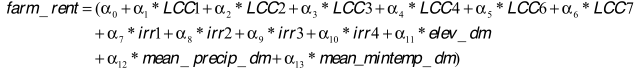 farm_rent = (α₀ + α₁ * LCC1 + α₂ * LCC2 + α₃ * LCC3 + α₄ * LCC4 + α₅ * LCC6 + α₆ * LCC7
+ α₇ * irr1 + α₈ * irr2 + α₉ * irr3 + α₁₀ * irr4 + α₁₁ * elev_dm
+ α₁₂ * mean_precip_dm + α₁₃ * mean_mintemp_dm)